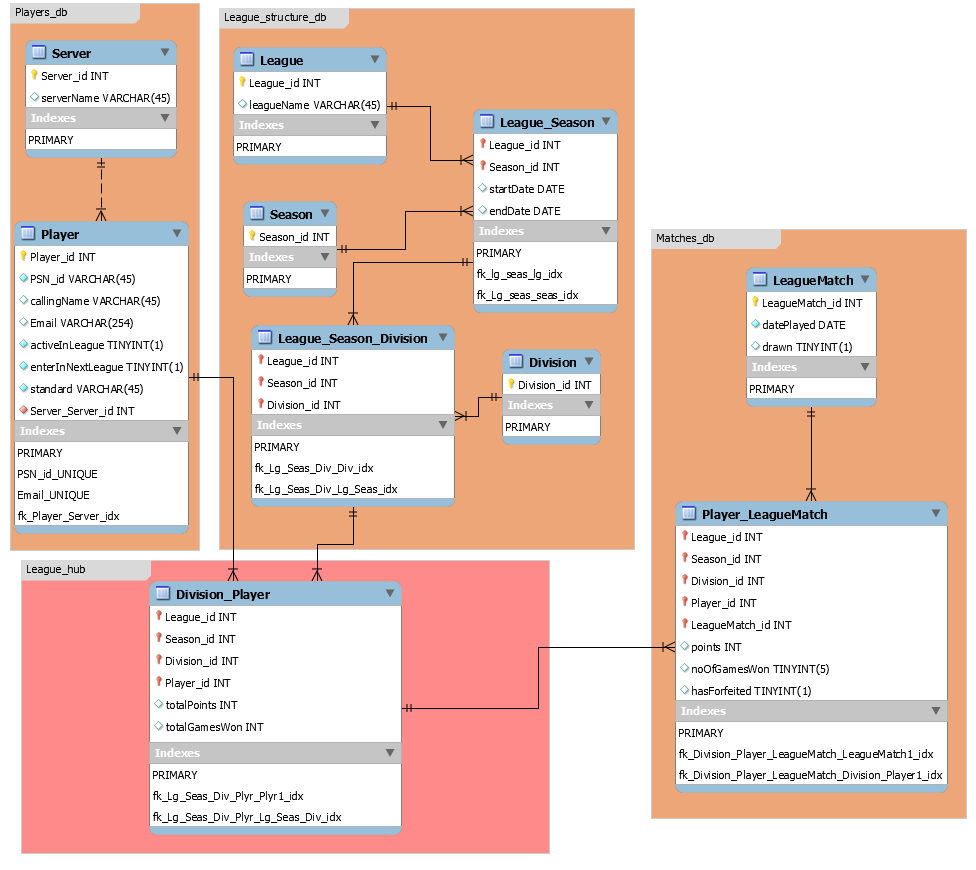 Players_db
Server
Server_id INT
serverName VARCHAR(45)
Indexes
PRIMARY
Player
Player_id INT
PSN_id VARCHAR(45)
callingName VARCHAR(45)
Email VARCHAR(254)
activeInLeague TINYINT(1)
enterInNextLeague TINYINT(1)
standard VARCHAR(45)
Server_Server_id INT
Indexes
PRIMARY
PSN_id_UNIQUE
Email_UNIQUE
fk_Player_Server_idx
League_structure_db
League
League_id INT
leagueName VARCHAR(45)
Indexes
PRIMARY
League_Season
League_id INT
Season_id INT
startDate DATE
endDate DATE
Indexes
PRIMARY
fk_lg_seas_lg_idx
fk_Lg_seas_seas_idx
Season
Season_id INT
Indexes
PRIMARY
League_Season_Division
League_id INT
Season_id INT
Division_id INT
Indexes
PRIMARY
fk_Lg_Seas_Div_Div_idx
fk_Lg_Seas_Div_Lg_Seas_idx
Division
Division_id INT
Indexes
PRIMARY
Matches_db
LeagueMatch
LeagueMatch_id INT
datePlayed DATE
drawn TINYINT(1)
Indexes
PRIMARY
Player_LeagueMatch
League_id INT
Season_id INT
Division_id INT
Player_id INT
LeagueMatch_id INT
points INT
noOfGamesWon TINYINT(5)
hasForfeited TINYINT(1)
Indexes
PRIMARY
fk_Division_Player_LeagueMatch_LeagueMatch1_idx
fk_Division_Player_LeagueMatch_Division_Player1_idx
League_hub
Division_Player
League_id INT
Season_id INT
Division_id INT
Player_id INT
totalPoints INT
totalGamesWon INT
Indexes
PRIMARY
fk_Lg_Seas_Div_Plyr_Plyr1_idx
fk_Lg_Seas_Div_Plyr_Lg_Seas_Div_idx